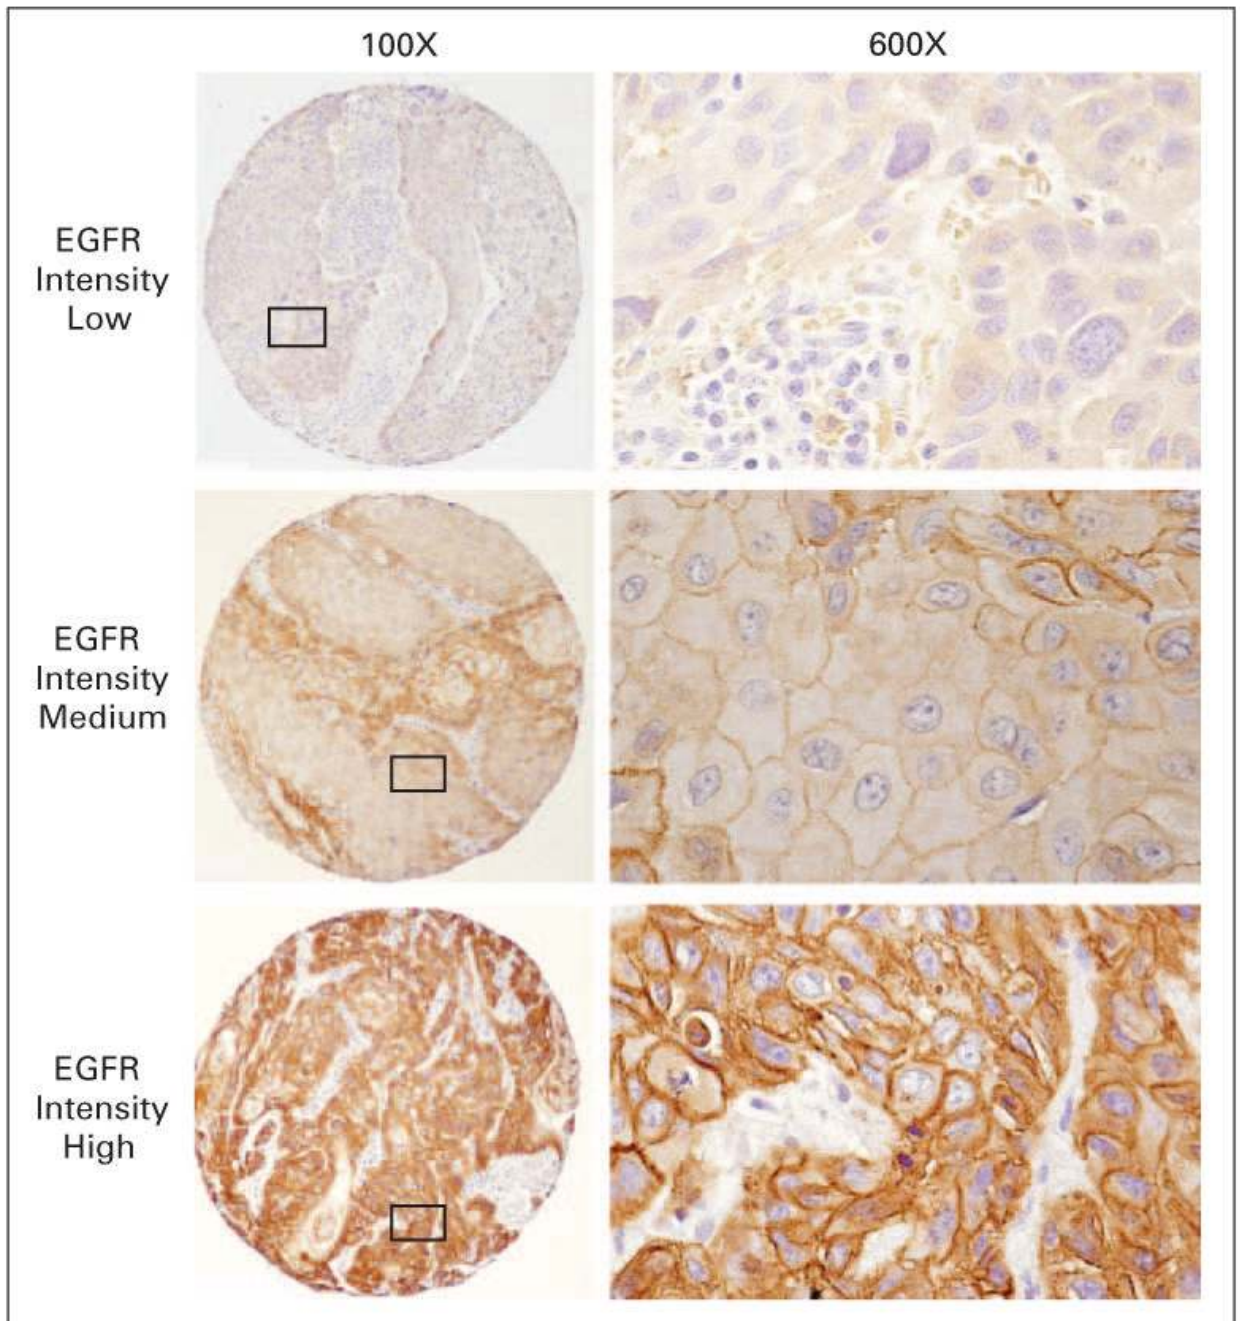 100X
600X
EGFR
Intensity
Low
EGFR
Intensity
Medium
EGFR
Intensity
High